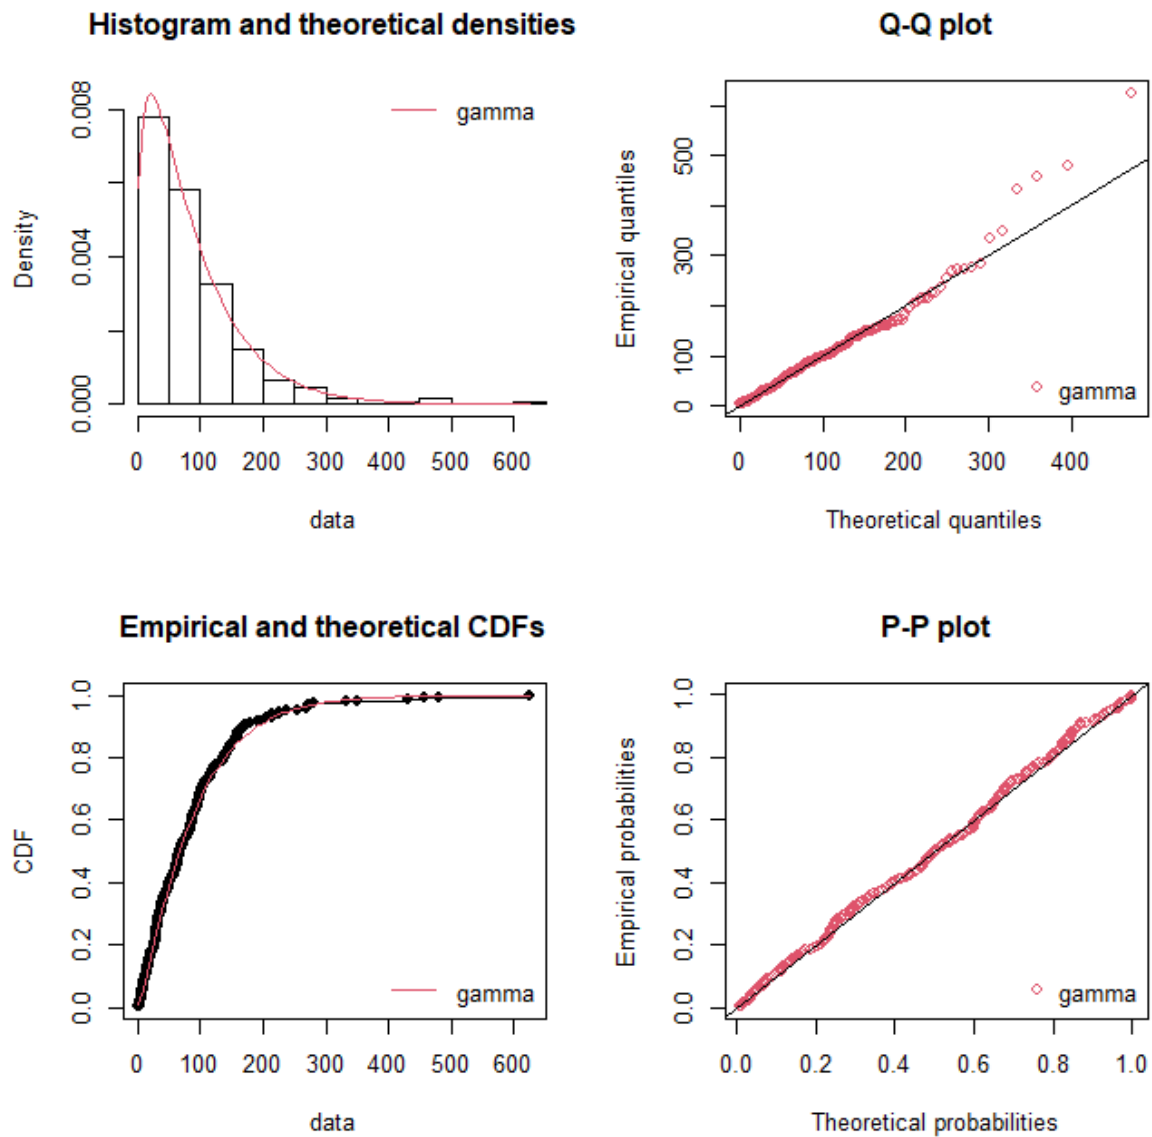 Histogram and theoretical densities
Density
0.000
0.004
0.008
gamma
0
100
200
300
400
500
600
data
Q-Q plot
Empirical quantiles
0
100
300
500
gamma
0
100
200
300
400
Theoretical quantiles
Empirical and theoretical CDFs
CDF
0.0
0.2
0.4
0.6
0.8
1.0
gamma
0
100
200
300
400
500
600
data
P-P plot
Empirical probabilities
0.0
0.2
0.4
0.6
0.8
1.0
gamma
0.0
0.2
0.4
0.6
0.8
1.0
Theoretical probabilities